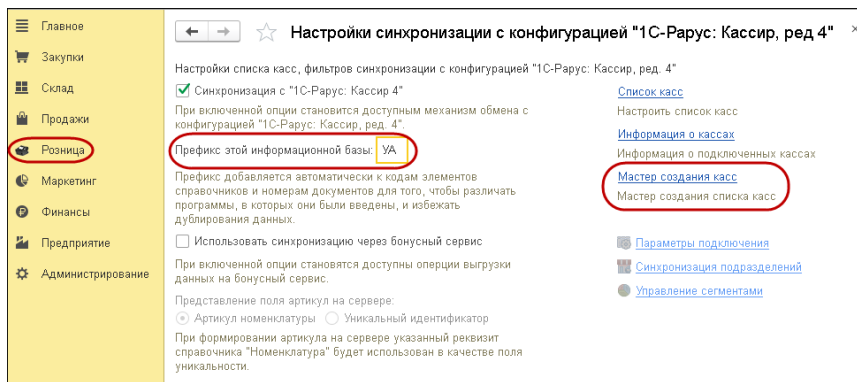 Главное
Закупки
Склад
Продажи
Розница
Маркетинг
Финансы
Предприятие
Администрирование
Настройки синхронизации с конфигурацией "1С-Рарус: Кассир, ред 4"
Настройки списка касс, фильтров синхронизации с конфигурацией "1С-Рарус: Кассир, ред. 4"
Синхронизация с "1С-Рарус: Кассир 4"
При включенной опции становится доступным механизм обмена с
конфигурацией "1С-Рарус: Кассир, ред. 4".
Префикс этой информационной базы: УА
Префикс добавляется автоматически к кодам элементов
справочников и номерам документов для того, чтобы различать
программы, в которых они были введены, и избежать
дублирования данных.
Использовать синхронизацию через бонусный сервис
При включенной опции становятся доступны оперции выгрузки
данных на бонусный сервис.
Представление поля артикул на сервере:
Артикул номенклатуры Уникальный идентификатор
При формировании артикула на сервере указанный реквизит
справочника "Номенклатура" будет использован в качестве поля
уникальности.
Список касс
Настроить список касс
Информация о кассах
Информация о подключенных кассах
Мастер создания касс
Мастер создания списка касс
Параметры подключения
Синхронизация подразделений
Управление сегментами